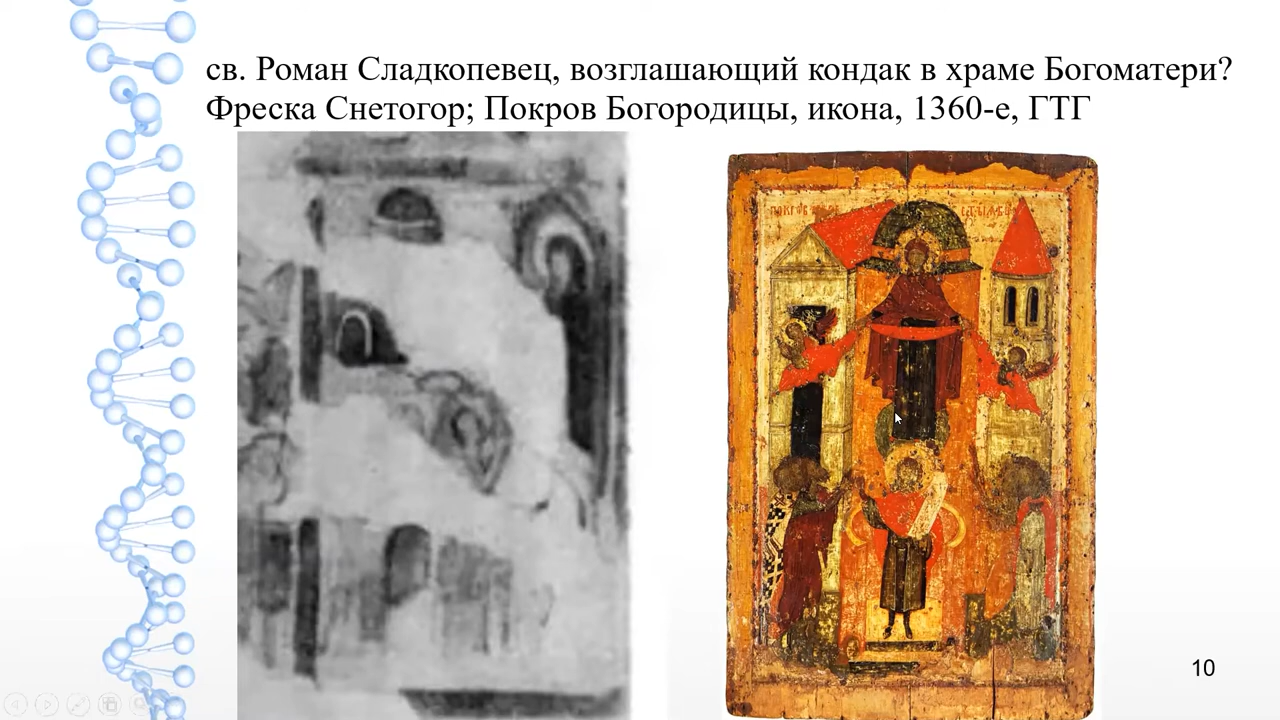 св. Роман Сладкопевец, возглашающий кондак в храме Богоматери?
Фреска Снетогор; Покров Богородицы, икона, 1360-е, ГТГ
10